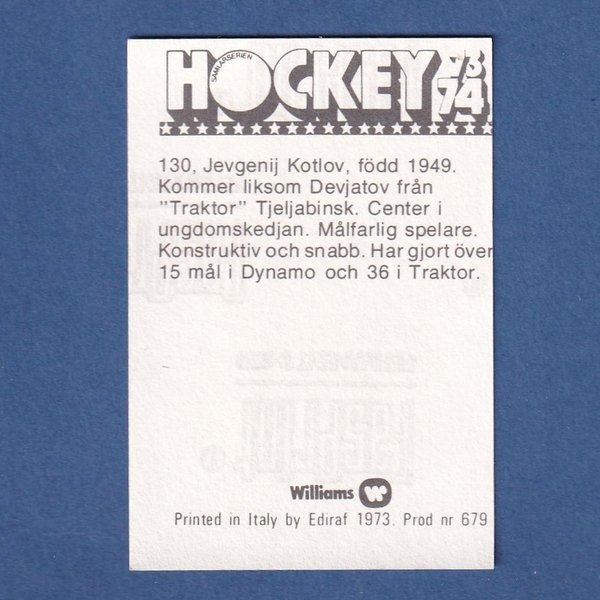 SAMLARSERIEN
HOCKEY 73 74
130, Jevgenij Kotlov, född 1949.
Kommer liksom Devjatov från
"Traktor" Tjeljabinsk. Center i
ungdomskedjan. Målfarlig spelare.
Konstruktiv och snabb. Har gjort över
15 mål i Dynamo och 36 i Traktor.
Williams
Printed in Italy by Ediraf 1973. Prod nr 679